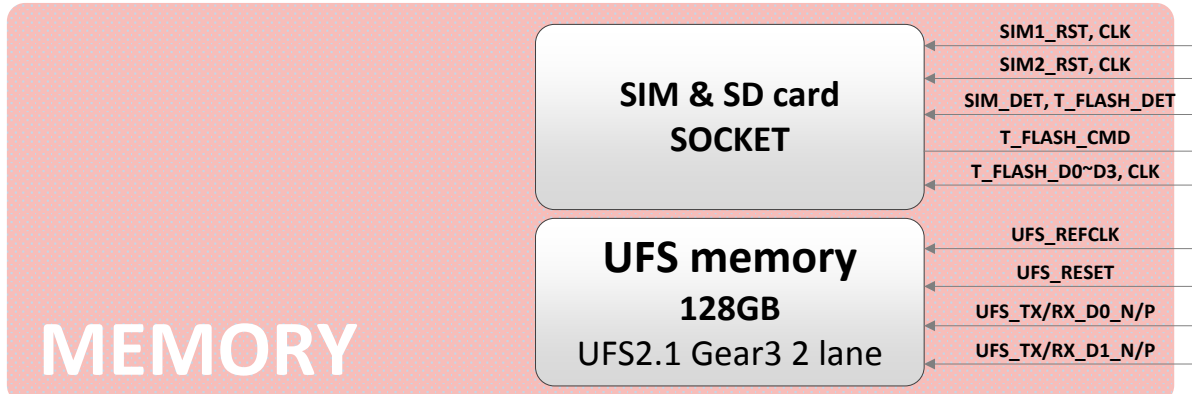 SIM & SD card
SOCKET
SIM1_RST, CLK
SIM2_RST, CLK
SIM_DET, T_FLASH_DET
T_FLASH_CMD
T_FLASH_D0~D3, CLK
UFS memory
128GB
UFS2.1 Gear3 2 lane
UFS_REFCLK
UFS_RESET
UFS_TX/RX_D0_N/P
UFS_TX/RX_D1_N/P
MEMORY